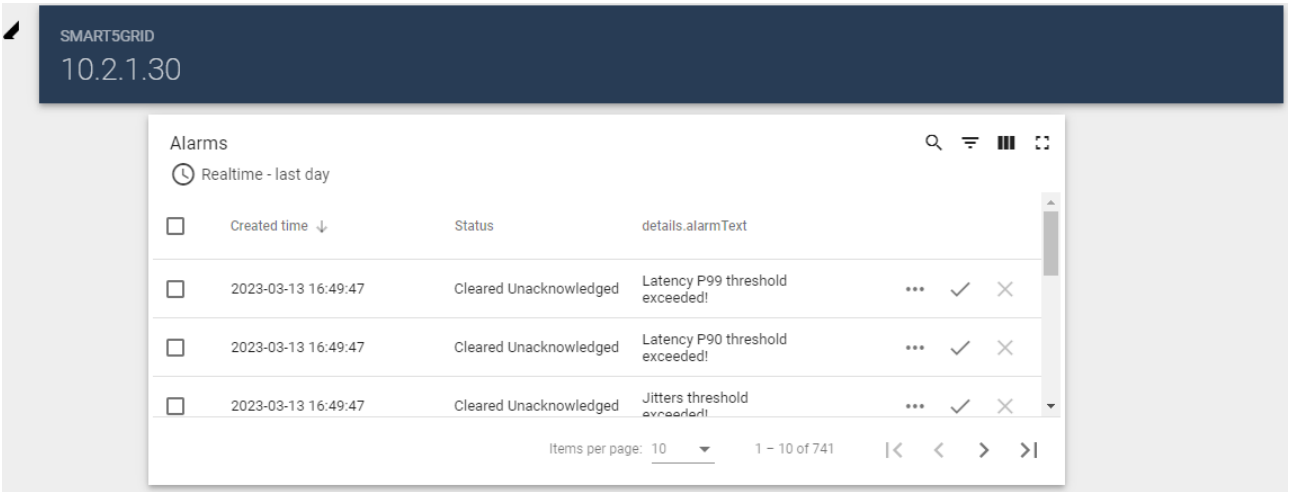 SMART5GRID
10.2.1.30
Alarms
Realtime - last day
Created time Status details.alarmText
2023-03-13 16:49:47 Cleared Unacknowledged Latency P99 threshold
exceeded!
2023-03-13 16:49:47 Cleared Unacknowledged Latency P90 threshold
exceeded!
2023-03-13 16:49:47 Cleared Unacknowledged Jitters threshold
exceeded!
Items per page: 10 1 – 10 of 741